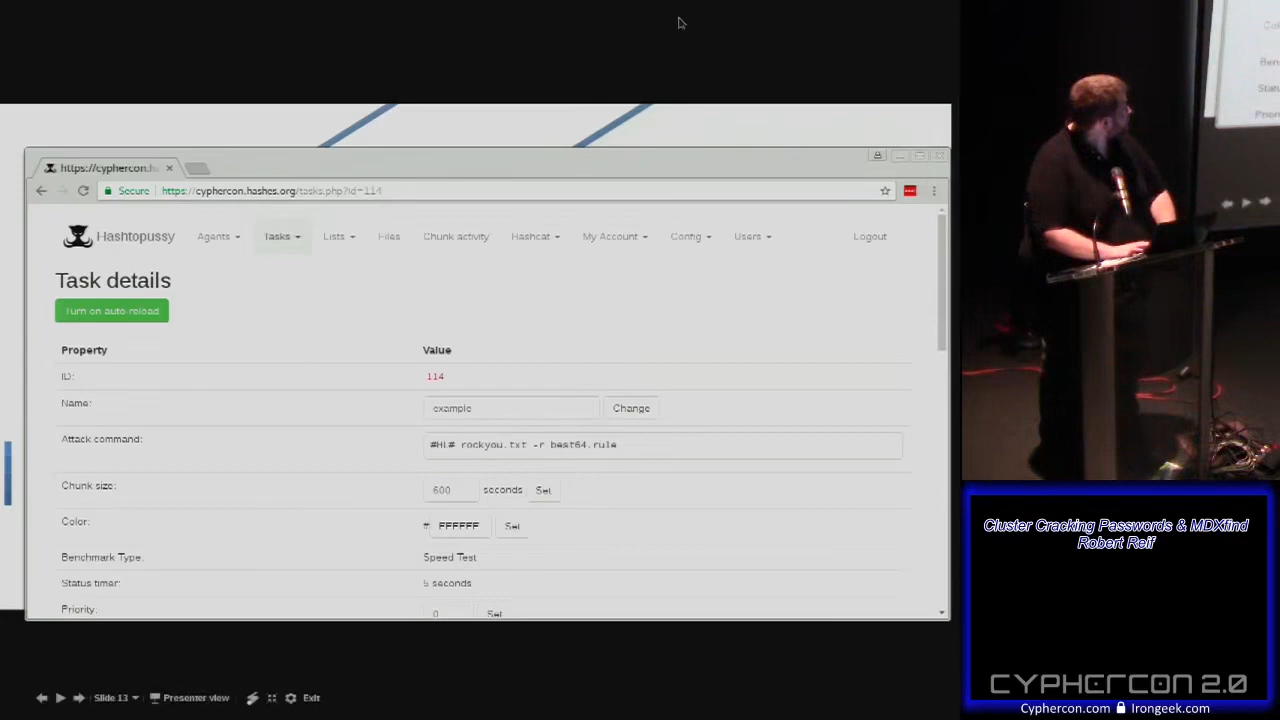 https://cyphercon.h
Secure https://cyphercon.hashes.org/tasks.php?id=114
Hashtopussy Agents Tasks Lists Files Chunk activity Hashcat My Account Config Users Logout
Task details
Turn on auto-reload
Property Value
ID: 114
Name: example Change
Attack command: #HL# rockyou.txt -r best64.rule
Chunk size: 600 seconds Set
Color: # FFFFFF Set
Benchmark Type: Speed Test
Status timer: 5 seconds
Priority: 0 Set
Slide 13 Presenter view Exit
Cluster Cracking Passwords & MDXfind
Robert Reif
CYPHERCON 2.0
Cyphercon.com Irongeek.com